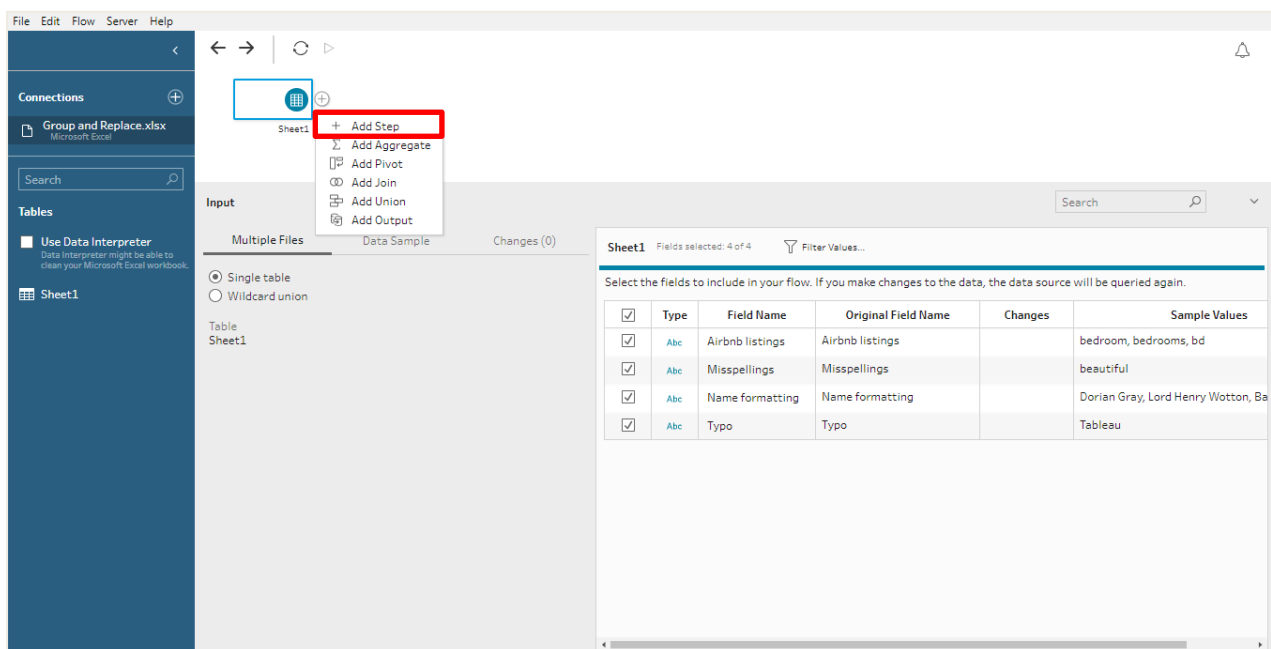 File Edit Flow Server Help
Connections
Group and Replace.xlsx
Microsoft Excel
Search
Tables
Use Data Interpreter
Data Interpreter might be able to
clean your Microsoft Excel workbook.
Sheet1
Sheet1
+ Add Step
Σ Add Aggregate
Add Pivot
Add Join
Add Union
Add Output
Input
Search
Multiple Files Data Sample Changes (0)
Single table
Wildcard union
Table
Sheet1
Sheet1 Fields selected: 4 of 4 Filter Values...
Select the fields to include in your flow. If you make changes to the data, the data source will be queried again.
Type Field Name Original Field Name Changes Sample Values
Abc Airbnb listings Airbnb listings bedroom, bedrooms, bd
Abc Misspellings Misspellings beautiful
Abc Name formatting Name formatting Dorian Gray, Lord Henry Wotton, Ba
Abc Typo Typo Tableau